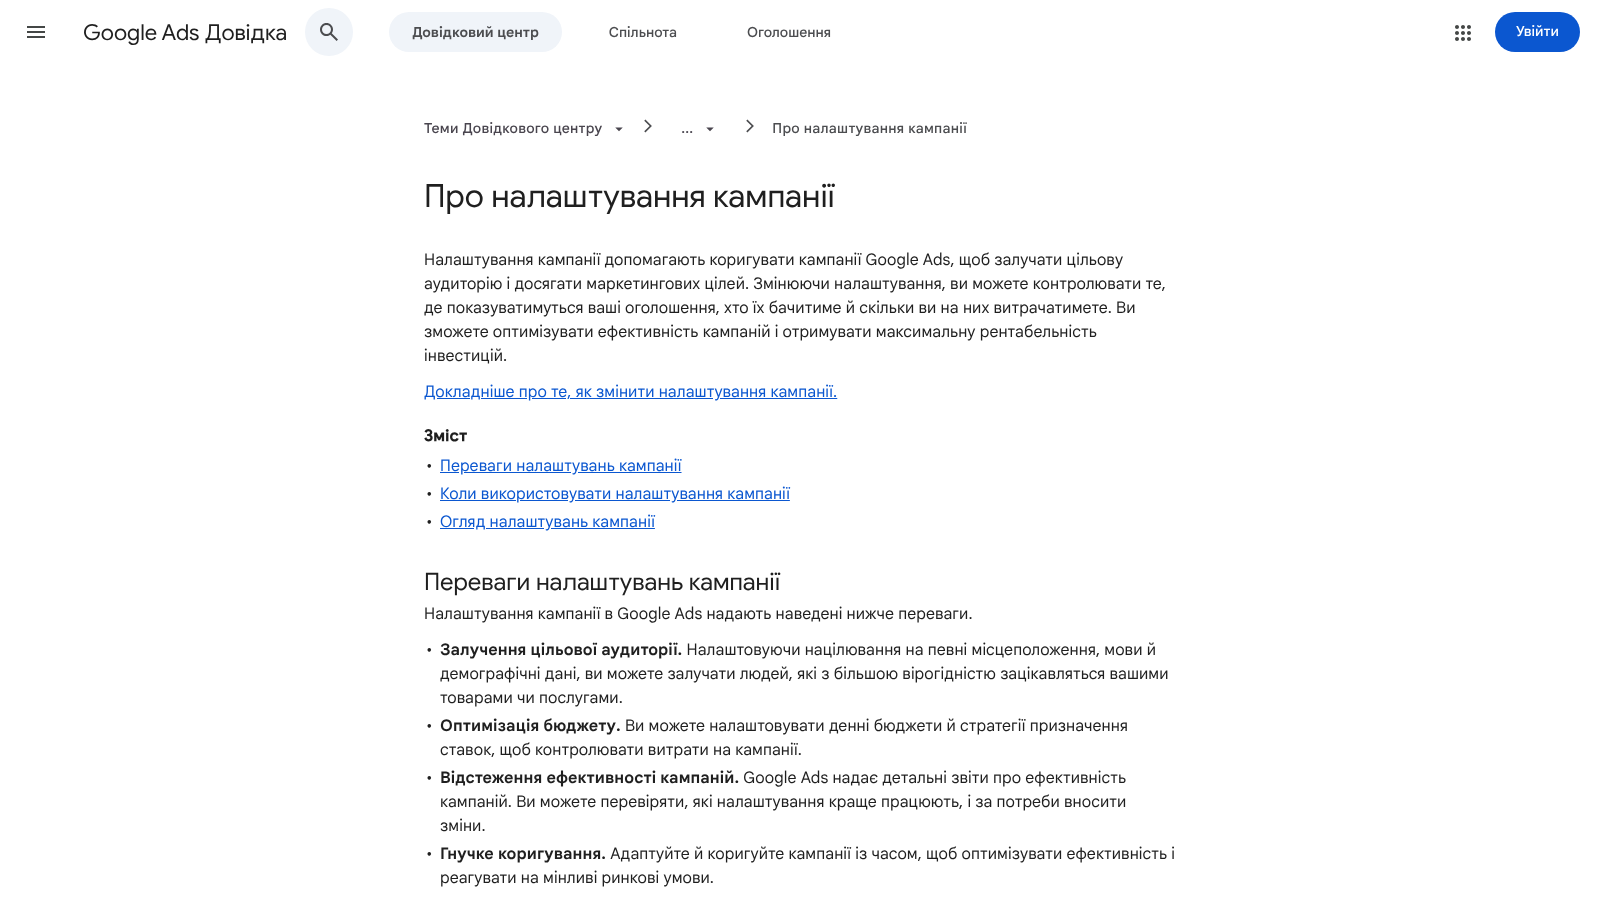 Google Ads Довідка
Довідковий центр
Спільнота
Оголошення
Увійти
Теми Довідкового центру
...
Про налаштування кампанії
Про налаштування кампанії
Налаштування кампанії допомагають коригувати кампанії Google Ads, щоб залучати цільову
аудиторію і досягати маркетингових цілей. Змінюючи налаштування, ви можете контролювати те,
де показуватимуться ваші оголошення, хто їх бачитиме й скільки ви на них витрачатимете. Ви
зможете оптимізувати ефективність кампаній і отримувати максимальну рентабельність
інвестицій.
Докладніше про те, як змінити налаштування кампанії.
Зміст
• Переваги налаштувань кампанії
• Коли використовувати налаштування кампанії
• Огляд налаштувань кампанії
Переваги налаштувань кампанії
Налаштування кампанії в Google Ads надають наведені нижче переваги.
• Залучення цільової аудиторії. Налаштовуючи націлювання на певні місцеположення, мови й
демографічні дані, ви можете залучати людей, які з більшою вірогідністю зацікавляться вашими
товарами чи послугами.
• Оптимізація бюджету. Ви можете налаштовувати денні бюджети й стратегії призначення
ставок, щоб контролювати витрати на кампанії.
• Відстеження ефективності кампаній. Google Ads надає детальні звіти про ефективність
кампаній. Ви можете перевіряти, які налаштування краще працюють, і за потреби вносити
зміни.
• Гнучке коригування. Адаптуйте й коригуйте кампанії із часом, щоб оптимізувати ефективність і
реагувати на мінливі ринкові умови.